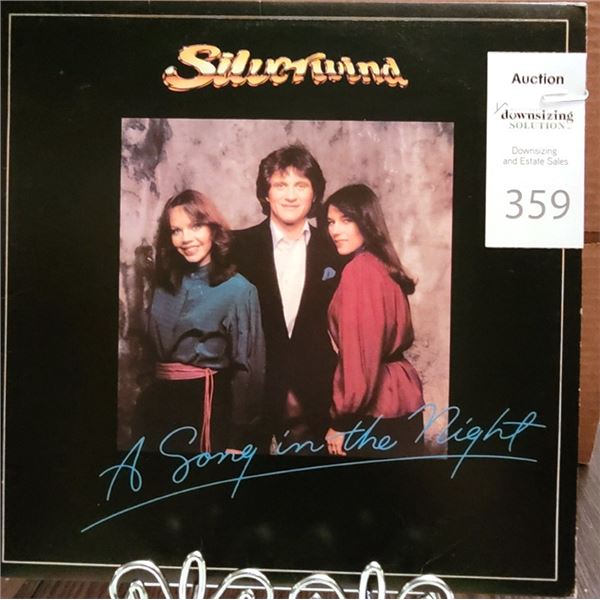 Silverwind
Auction
downsizing
SOLUTION
Downsizing
and Estate Sales
359
A Song in the Night